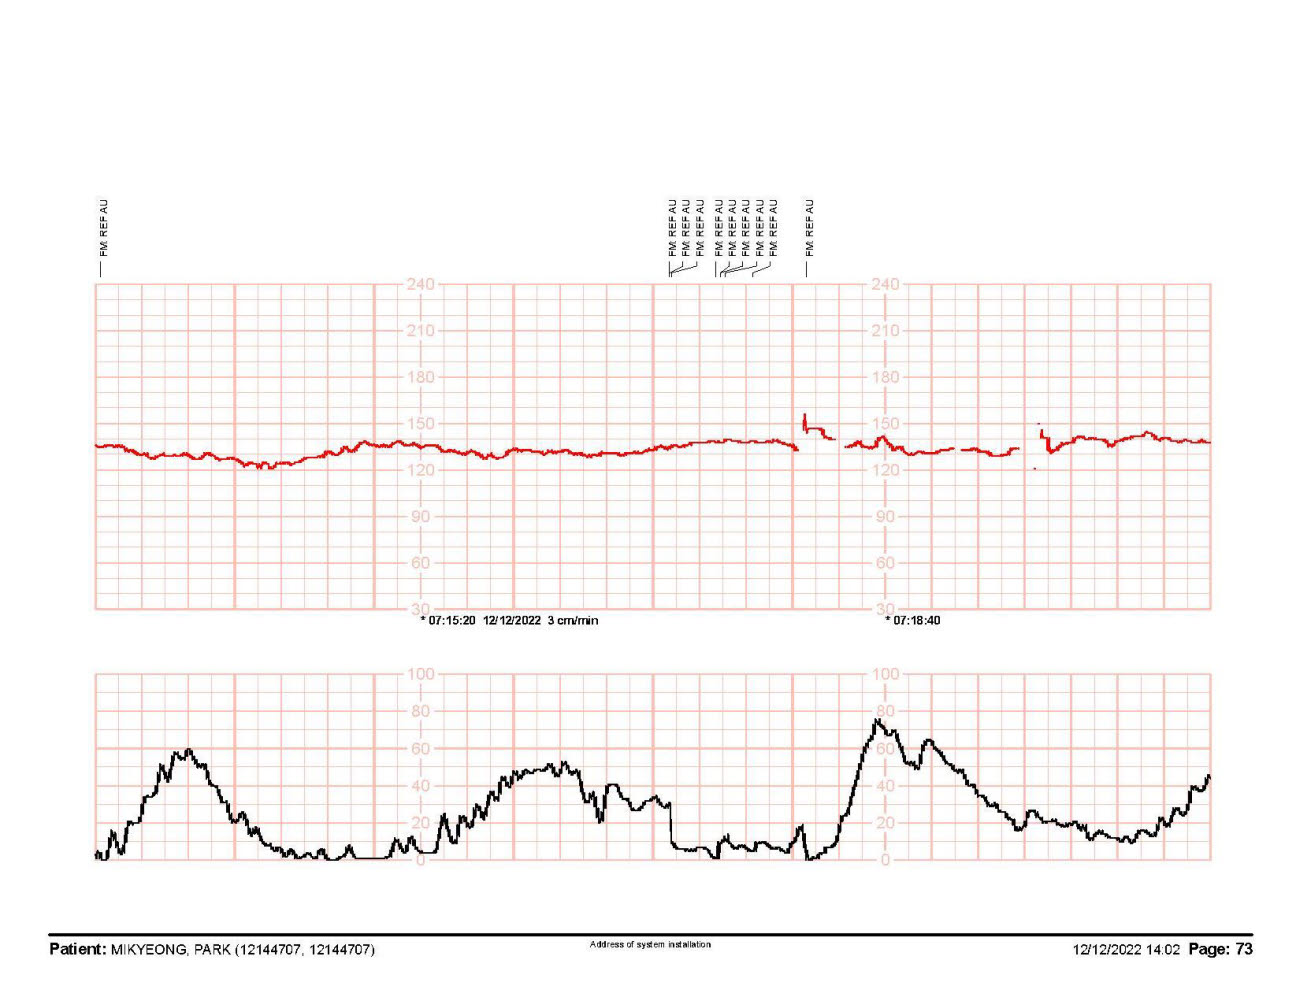 FM: REF AU
FM: REF AU
FM: REF AU
FM: REF AU
FM: REF AU
FM: REF AU
FM: REF AU
FM: REF AU
FM: REF AU
FM: REF AU
240 240
210 210
180 180
150 150
120 120
90 90
60 60
30 30
* 07:15:20 12/12/2022 3 cm/min * 07:18:40
100 100
80 80
60 60
40 40
20 20
0 0
Patient: MIKYEONG, PARK (12144707, 12144707) Address of system installation 12/12/2022 14:02 Page: 73